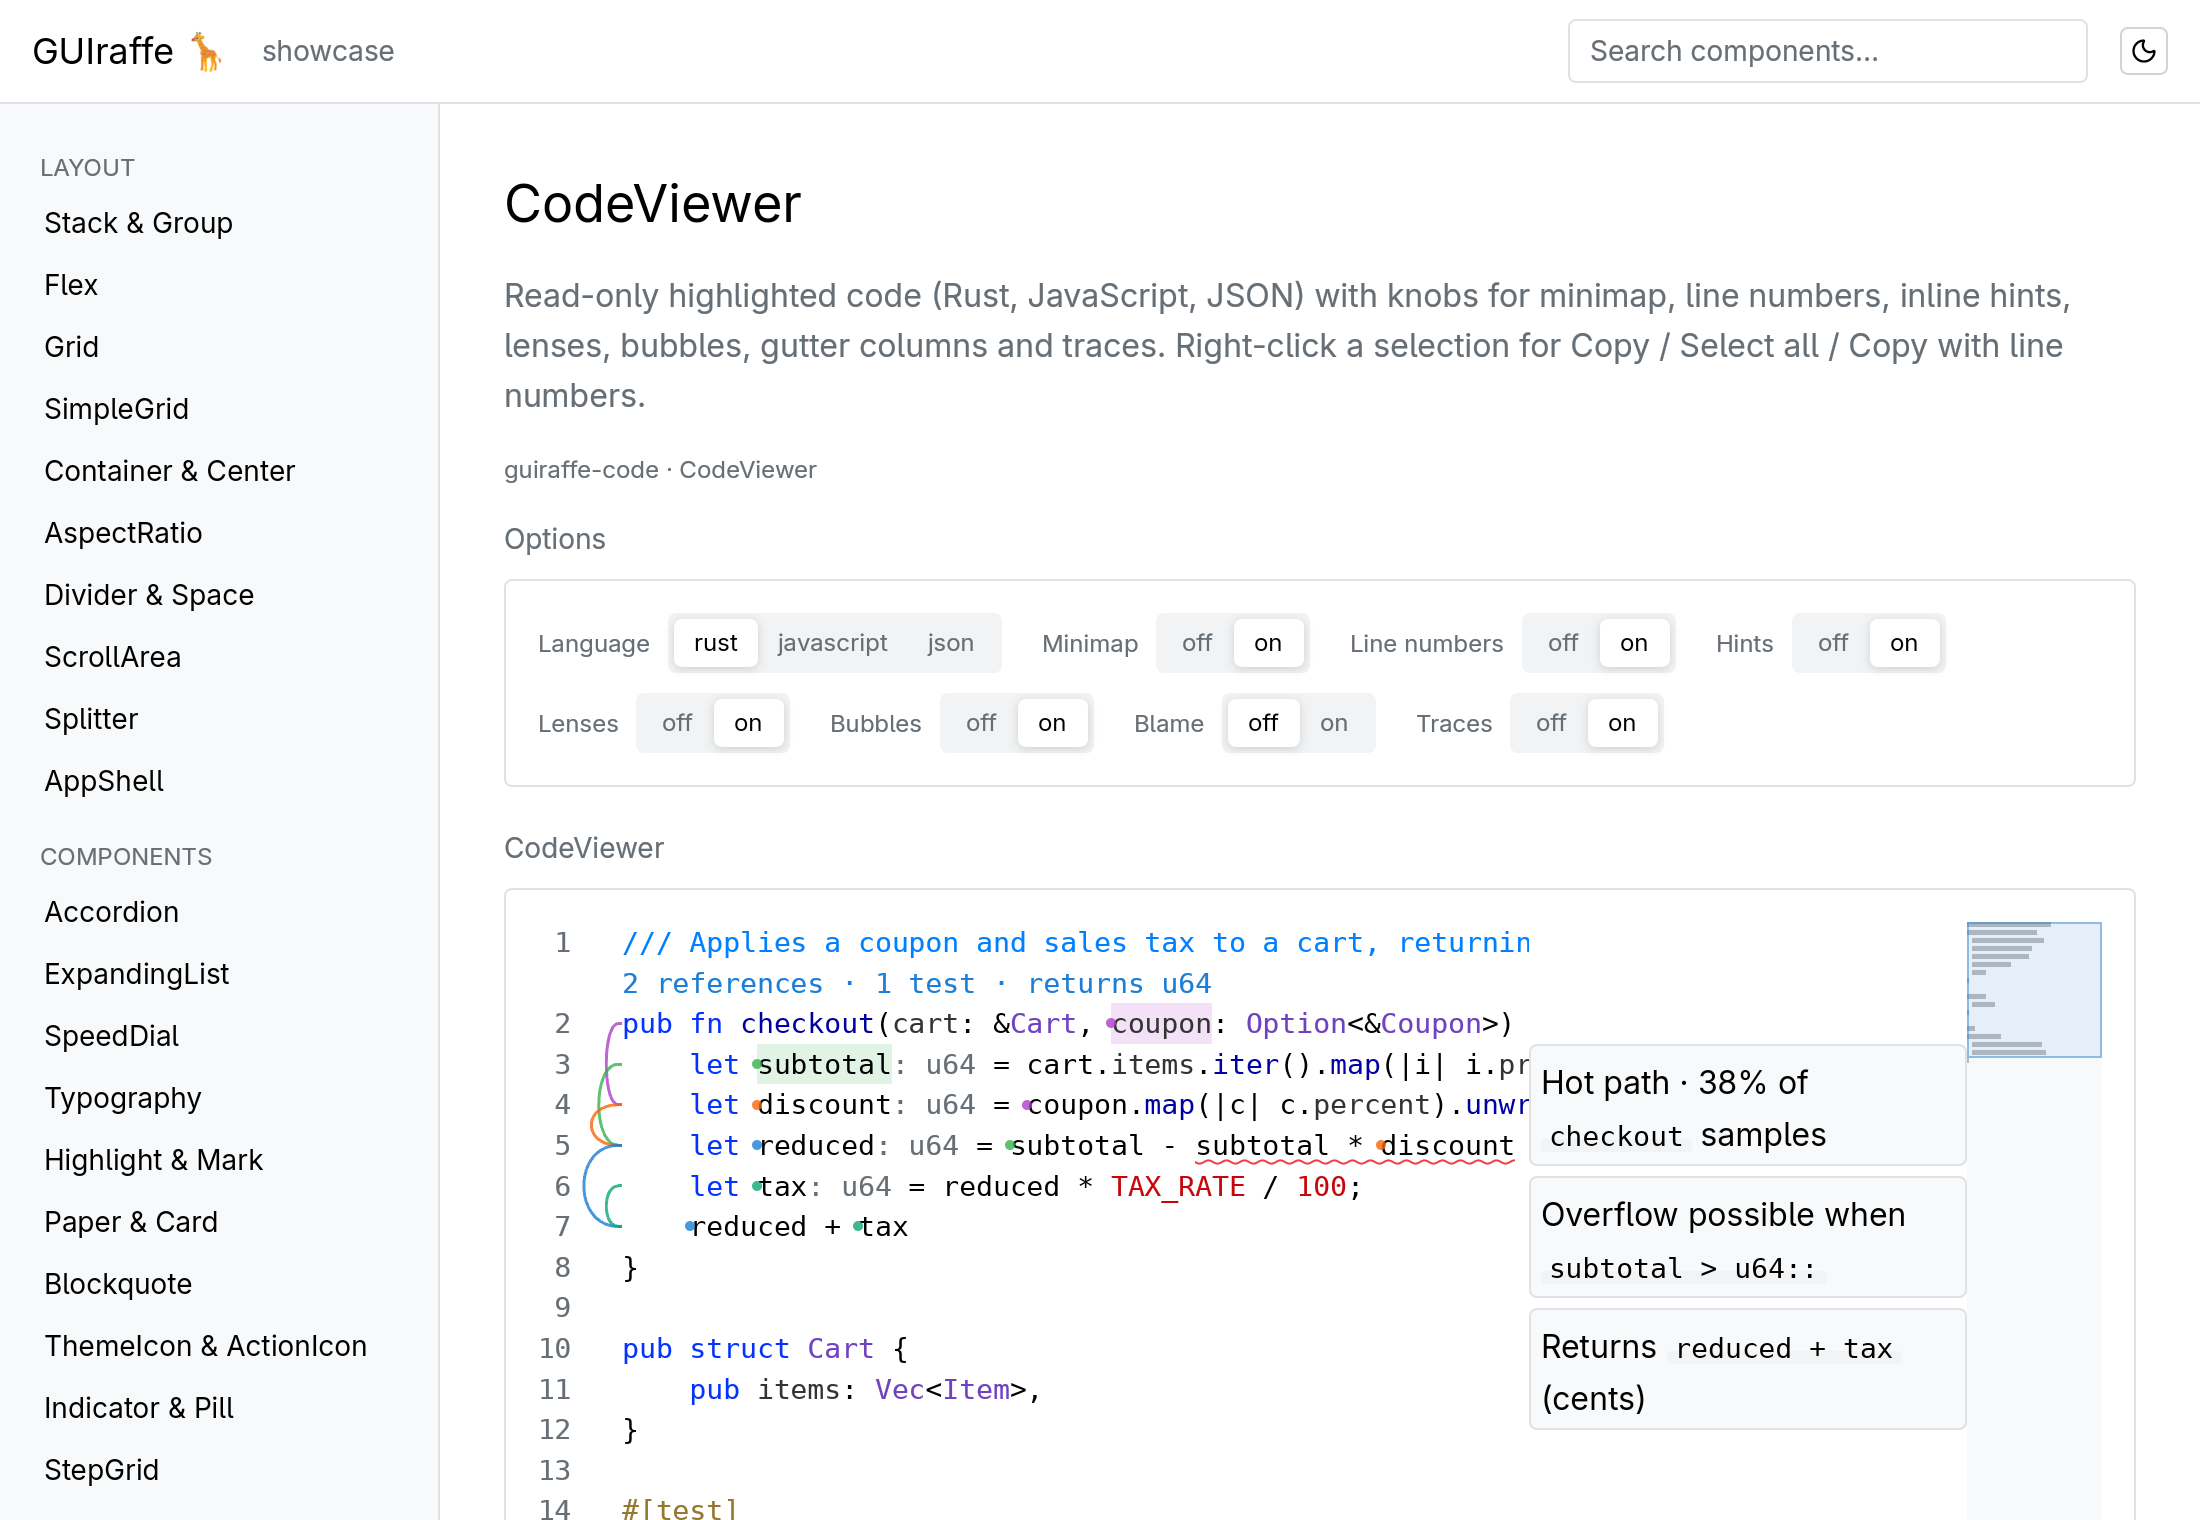 GUIraffe 🦒 showcase Search components...
LAYOUT
Stack & Group
Flex
Grid
SimpleGrid
Container & Center
AspectRatio
Divider & Space
ScrollArea
Splitter
AppShell
COMPONENTS
Accordion
ExpandingList
SpeedDial
Typography
Highlight & Mark
Paper & Card
Blockquote
ThemeIcon & ActionIcon
Indicator & Pill
StepGrid
CodeViewer
Read-only highlighted code (Rust, JavaScript, JSON) with knobs for minimap, line numbers, inline hints,
lenses, bubbles, gutter columns and traces. Right-click a selection for Copy / Select all / Copy with line
numbers.
guiraffe-code · CodeViewer
Options
Language rust javascript json Minimap off on Line numbers off on Hints off on
Lenses off on Bubbles off on Blame off on Traces off on
CodeViewer
1 /// Applies a coupon and sales tax to a cart, returnin
2 references · 1 test · returns u64
2 pub fn checkout(cart: &Cart, coupon: Option<&Coupon>)
3 let subtotal: u64 = cart.items.iter().map(|i| i.pr
4 let discount: u64 = coupon.map(|c| c.percent).unwr
5 let reduced: u64 = subtotal - subtotal * discount
6 let tax: u64 = reduced * TAX_RATE / 100;
7 reduced + tax
8 }
9
10 pub struct Cart {
11 pub items: Vec<Item>,
12 }
13
14 #[test]
Hot path · 38% of
checkout samples
Overflow possible when
subtotal > u64::
Returns reduced + tax
(cents)